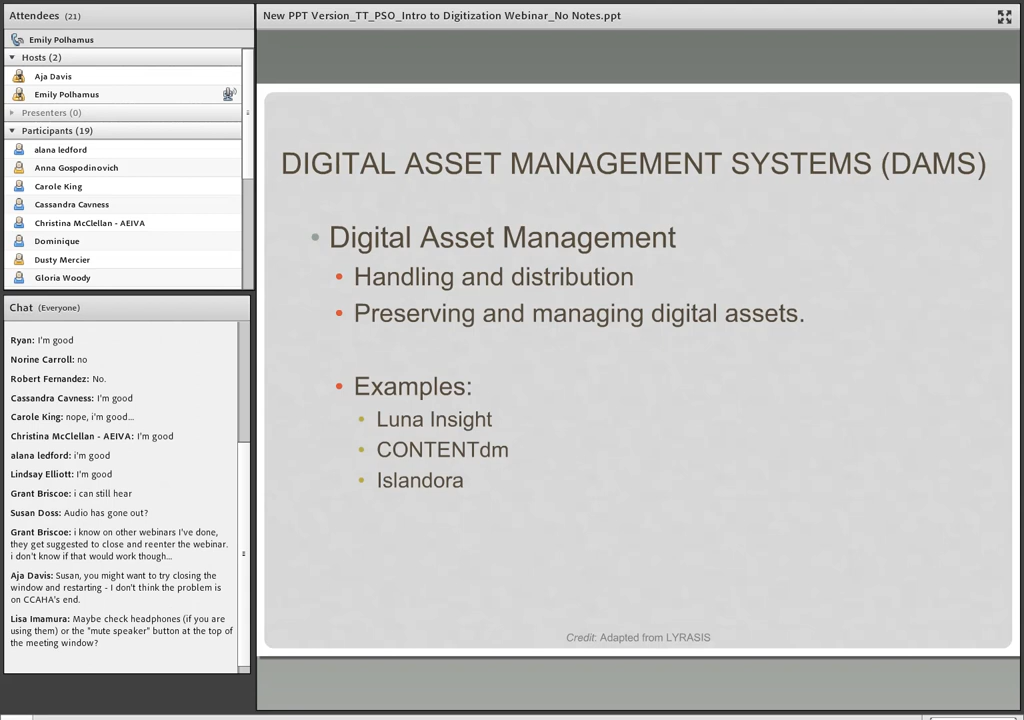 Attendees (21)
Emily Polhamus
Hosts (2)
Aja Davis
Emily Polhamus
Presenters (0)
Participants (19)
alana ledford
Anna Gospodinovich
Carole King
Cassandra Cavness
Christina McClellan - AEIVA
Dominique
Dusty Mercier
Gloria Woody
Chat (Everyone)
Ryan: I'm good
Norine Carroll: no
Robert Fernandez: No.
Cassandra Cavness: I'm good
Carole King: nope, i'm good...
Christina McClellan - AEIVA: I'm good
alana ledford: i'm good
Lindsay Elliott: I'm good
Grant Briscoe: i can still hear
Susan Doss: Audio has gone out?
Grant Briscoe: i know on other webinars I've done,
they get suggested to close and reenter the webinar.
i don't know if that would work though...
Aja Davis: Susan, you might want to try closing the
window and restarting - I don't think the problem is
on CCAHA's end.
Lisa Imamura: Maybe check headphones (if you are
using them) or the "mute speaker" button at the top of
the meeting window?
New PPT Version_TT_PSO_Intro to Digitization Webinar_No Notes.ppt
DIGITAL ASSET MANAGEMENT SYSTEMS (DAMS)
• Digital Asset Management
• Handling and distribution
• Preserving and managing digital assets.
• Examples:
• Luna Insight
• CONTENTdm
• Islandora
Credit: Adapted from LYRASIS